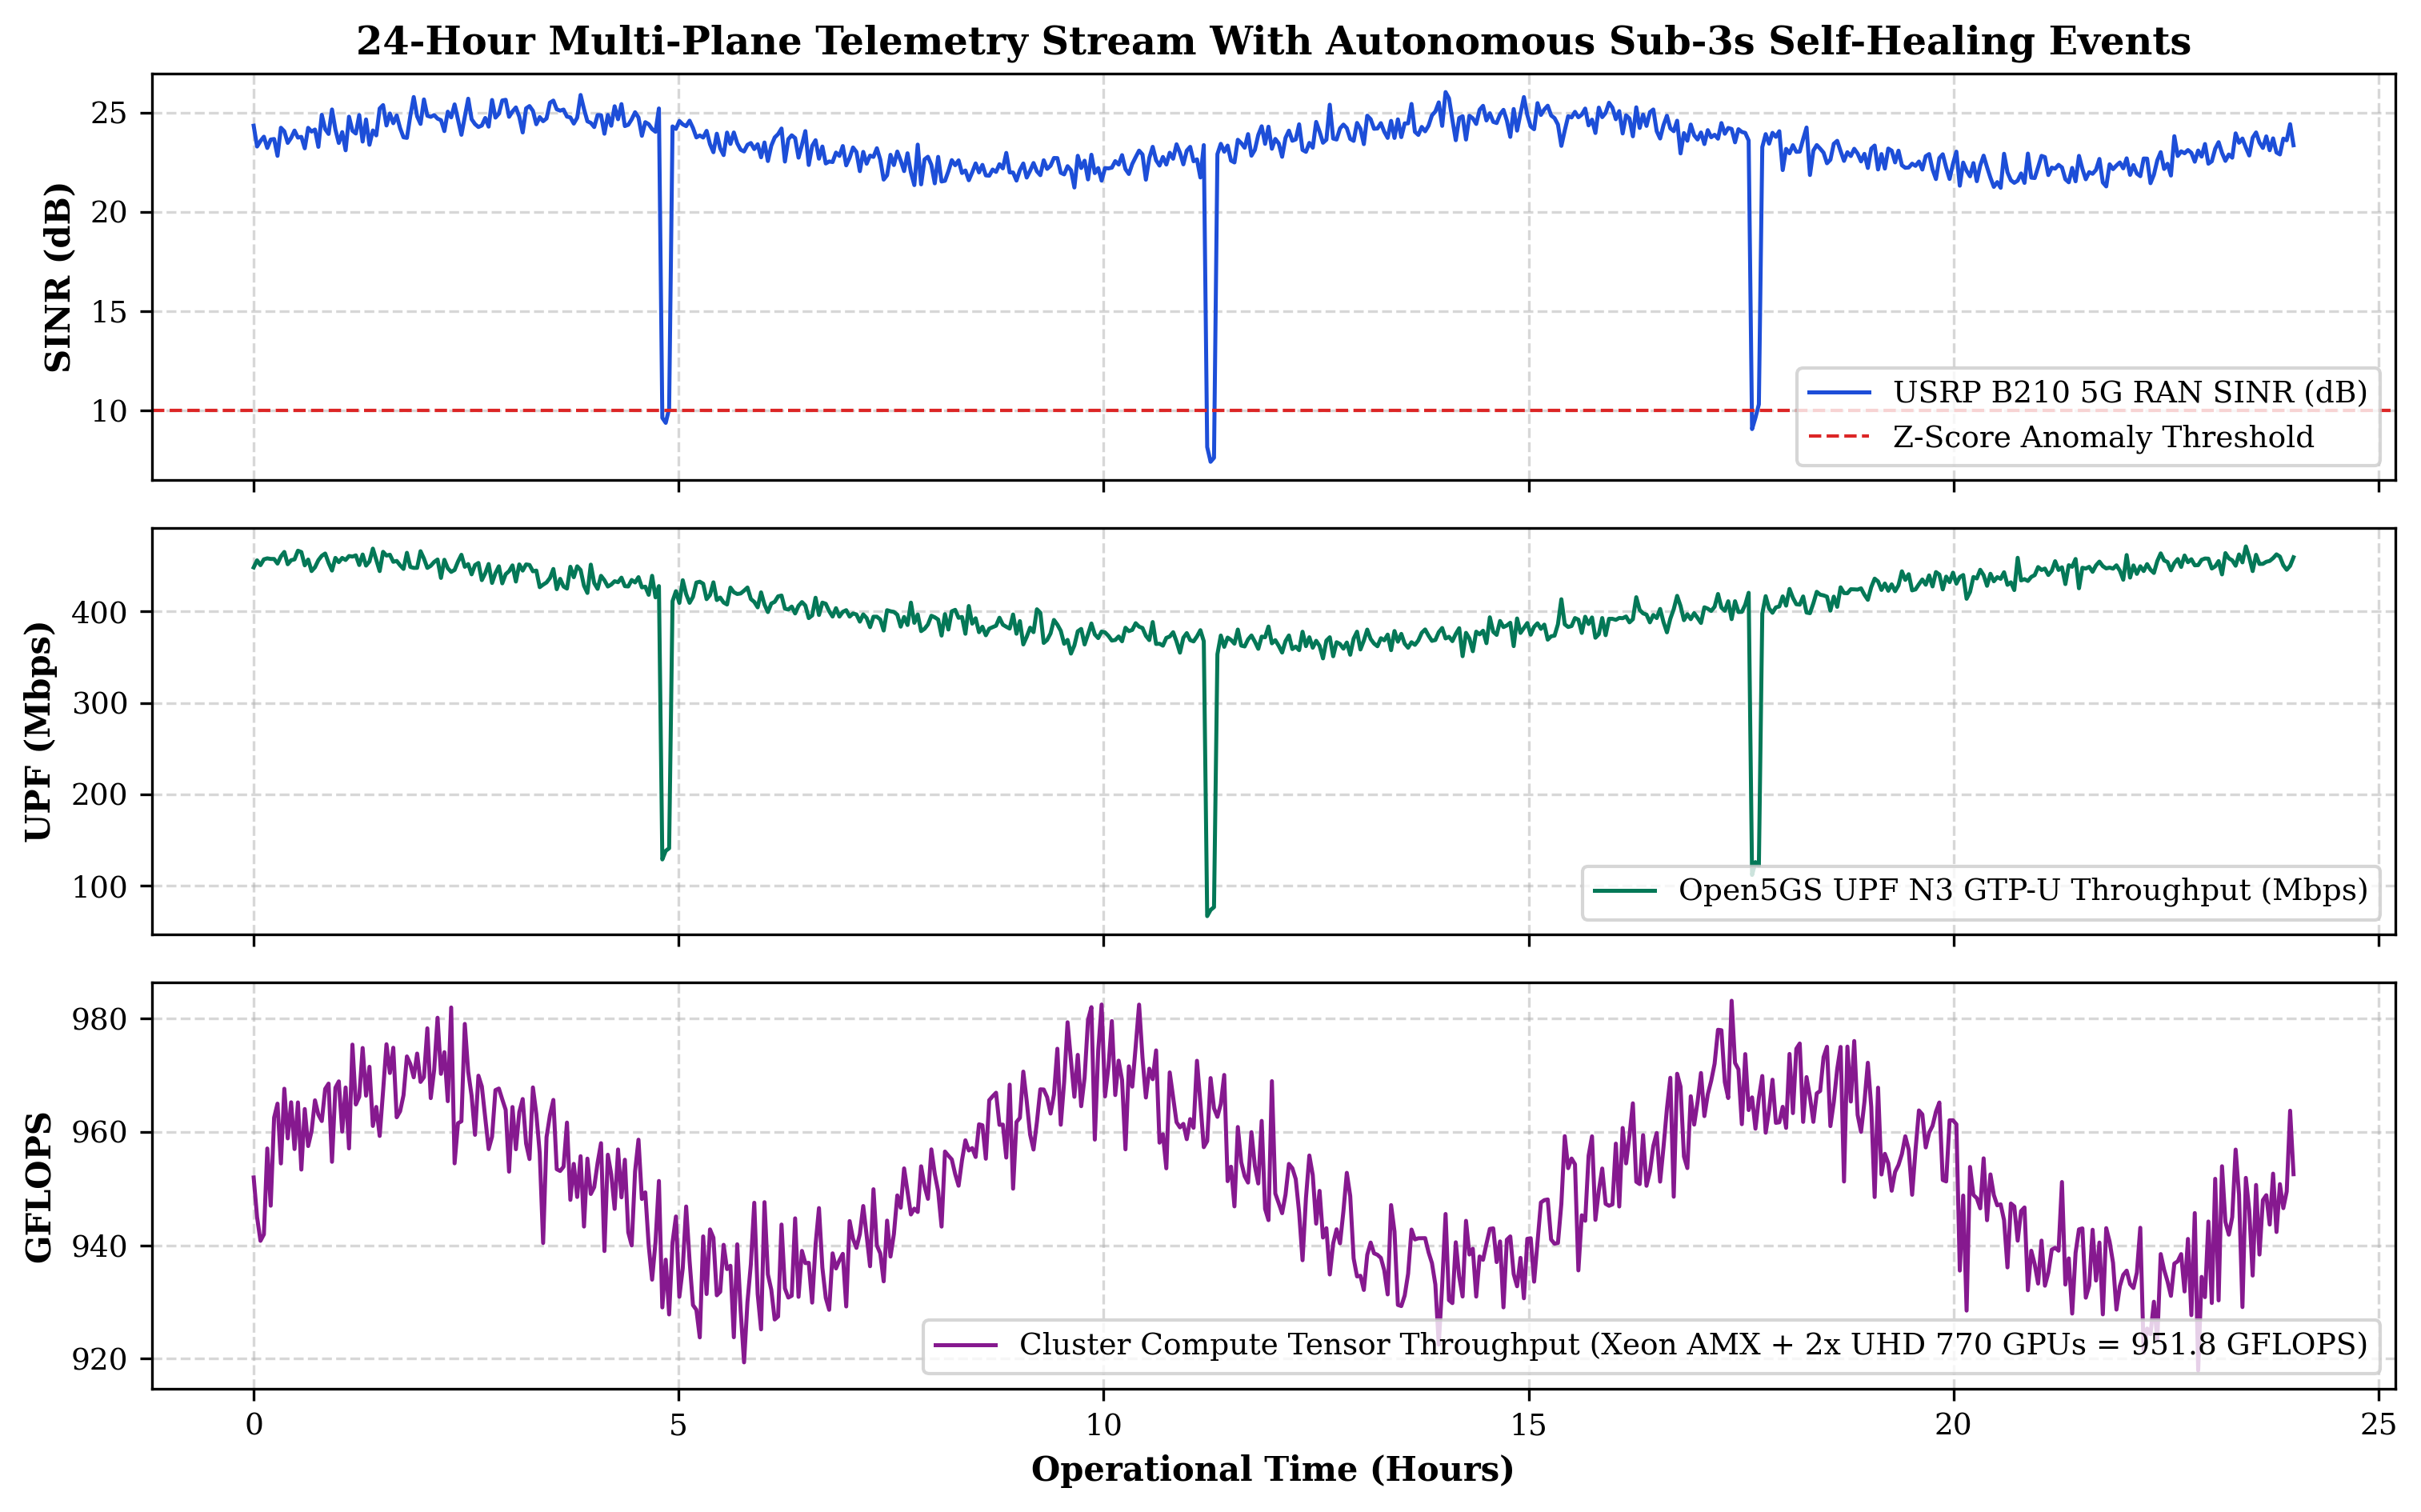 24-Hour Multi-Plane Telemetry Stream With Autonomous Sub-3s Self-Healing Events
SINR (dB)
25
20
15
10
USRP B210 5G RAN SINR (dB)
Z-Score Anomaly Threshold
UPF (Mbps)
400
300
200
100
Open5GS UPF N3 GTP-U Throughput (Mbps)
GFLOPS
980
960
940
920
Cluster Compute Tensor Throughput (Xeon AMX + 2x UHD 770 GPUs = 951.8 GFLOPS)
0 5 10 15 20 25
Operational Time (Hours)